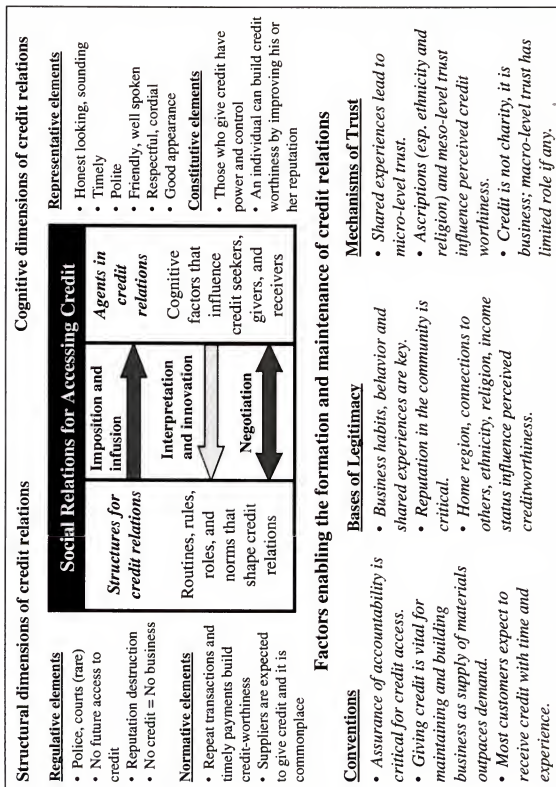 Structural dimensions of credit relations
Regulative elements
• Police, courts (rare)
• No future access to
credit
• Reputation destruction
• No credit = No business
Normative elements
• Repeat transactions and
timely payments build
credit-worthiness
• Suppliers are expected
to give credit and it is
commonplace
Social Relations for Accessing Credit
Structures for
credit relations
Routines, rules,
roles, and
norms that
shape credit
relations
Imposition and
infusion
Interpretation
and innovation
Negotiation
Agents in
credit
relations
Cognitive
factors that
influence
credit seekers,
givers, and
receivers
Cognitive dimensions of credit relations
Representative elements
• Honest looking, sounding
• Timely
• Polite
• Friendly, well spoken
• Respectful, cordial
• Good appearance
Constitutive elements
• Those who give credit have
power and control
• An individual can build credit
worthiness by improving his or
her reputation
Factors enabling the formation and maintenance of credit relations
Conventions
• Assurance of accountability is
critical for credit access.
• Giving credit is vital for
maintaining and building
business as supply of materials
outpaces demand.
• Most customers expect to
receive credit with time and
experience.
Bases of Legitimacy
• Business habits, behavior and
shared experiences are key.
• Reputation in the community is
critical.
• Home region, connections to
others, ethnicity, religion, income
status influence perceived
creditworthiness.
Mechanisms of Trust
• Shared experiences lead to
micro-level trust.
• Ascriptions (esp. ethnicity and
religion) and meso-level trust
influence perceived credit
worthiness.
• Credit is not charity, it is
business; macro-level trust has
limited role if any.